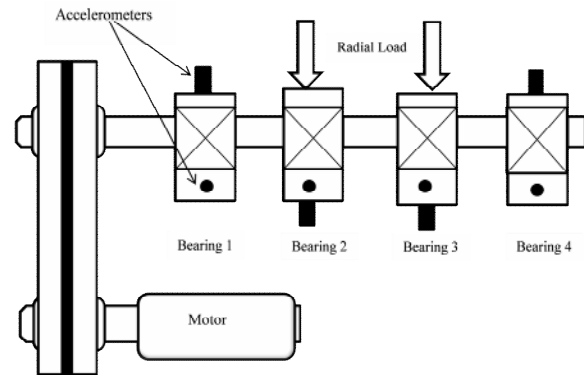 Accelerometers
Radial Load
Bearing 1
Bearing 2
Bearing 3
Bearing 4
Motor